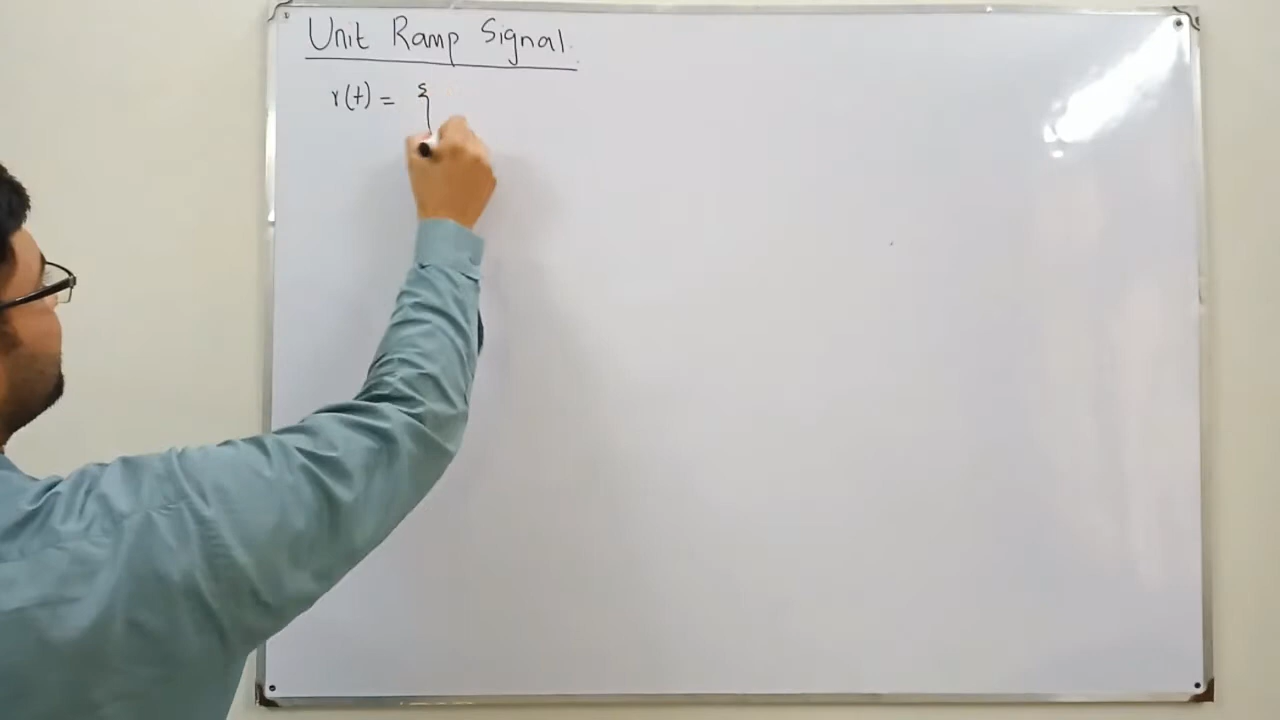 Unit Ramp Signal.
r(t) = {